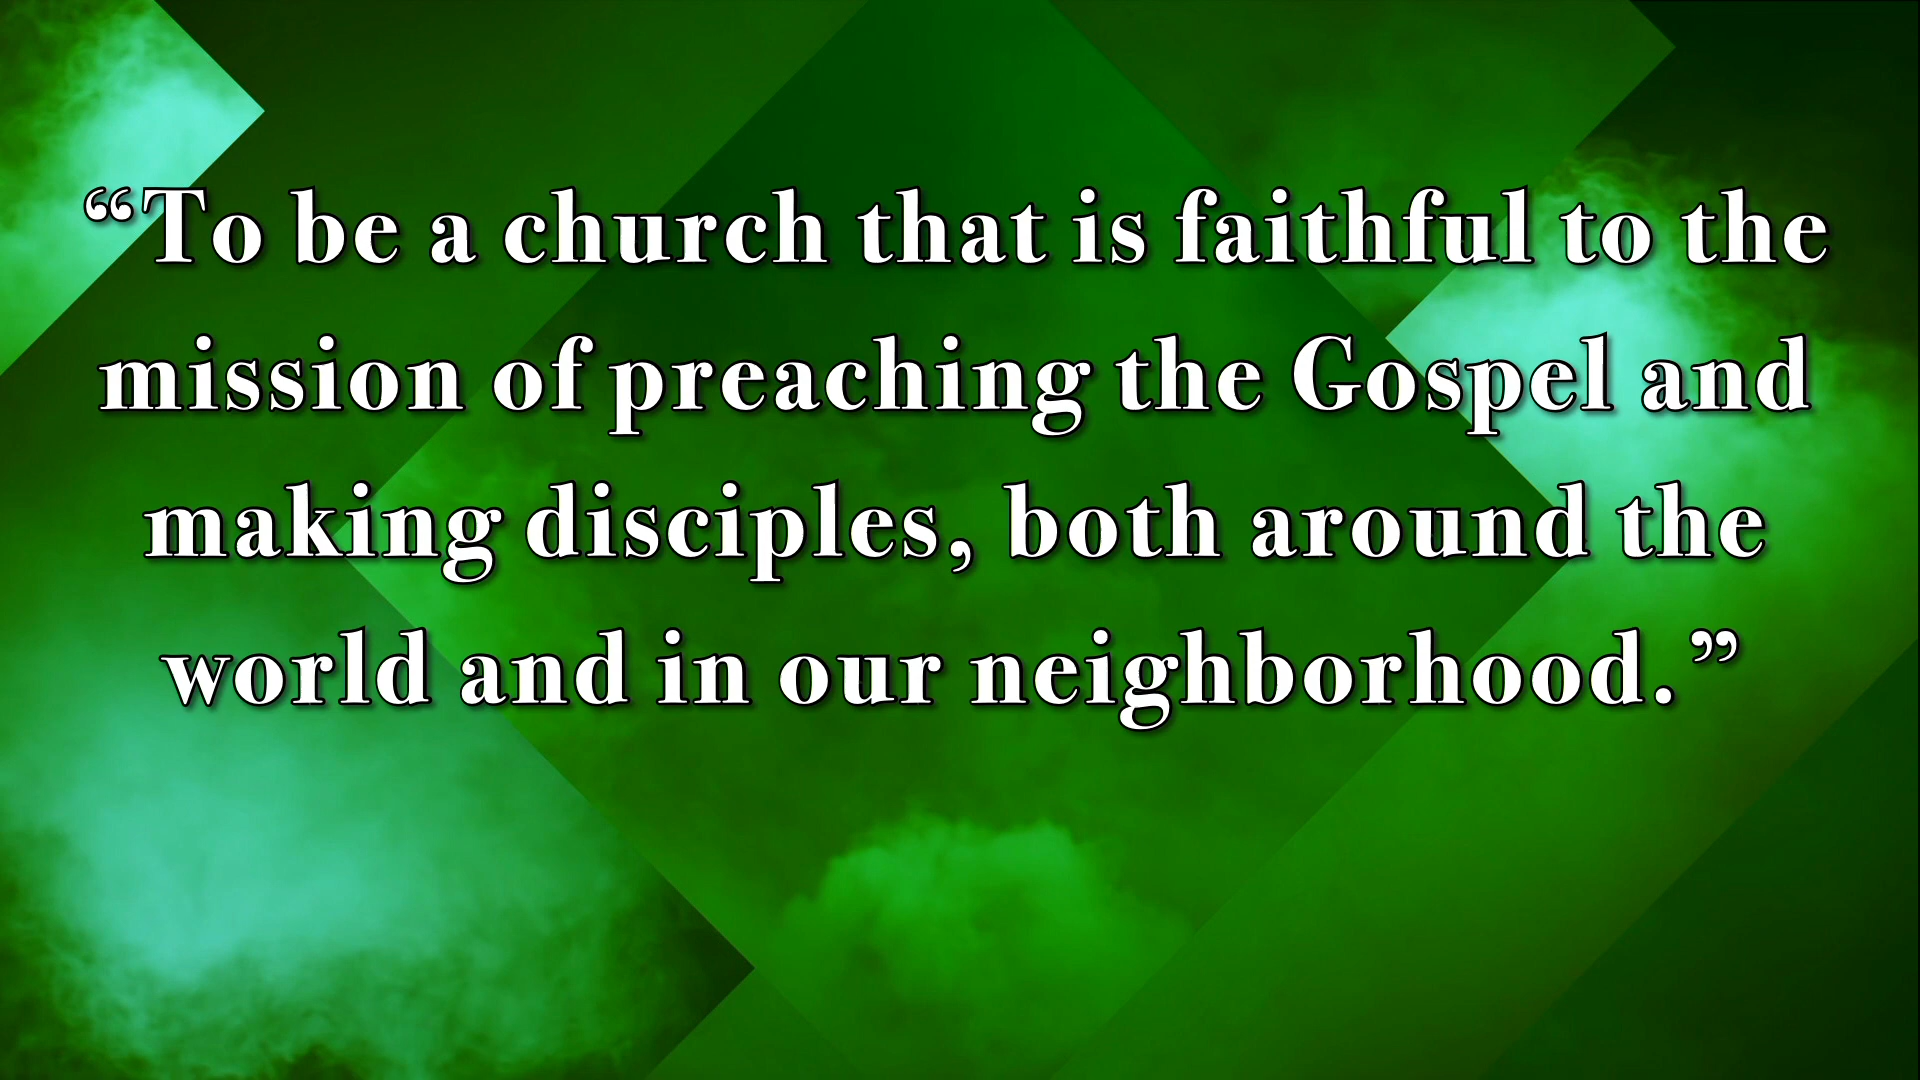 “To be a church that is faithful to the
mission of preaching the Gospel and
making disciples, both around the
world and in our neighborhood.”